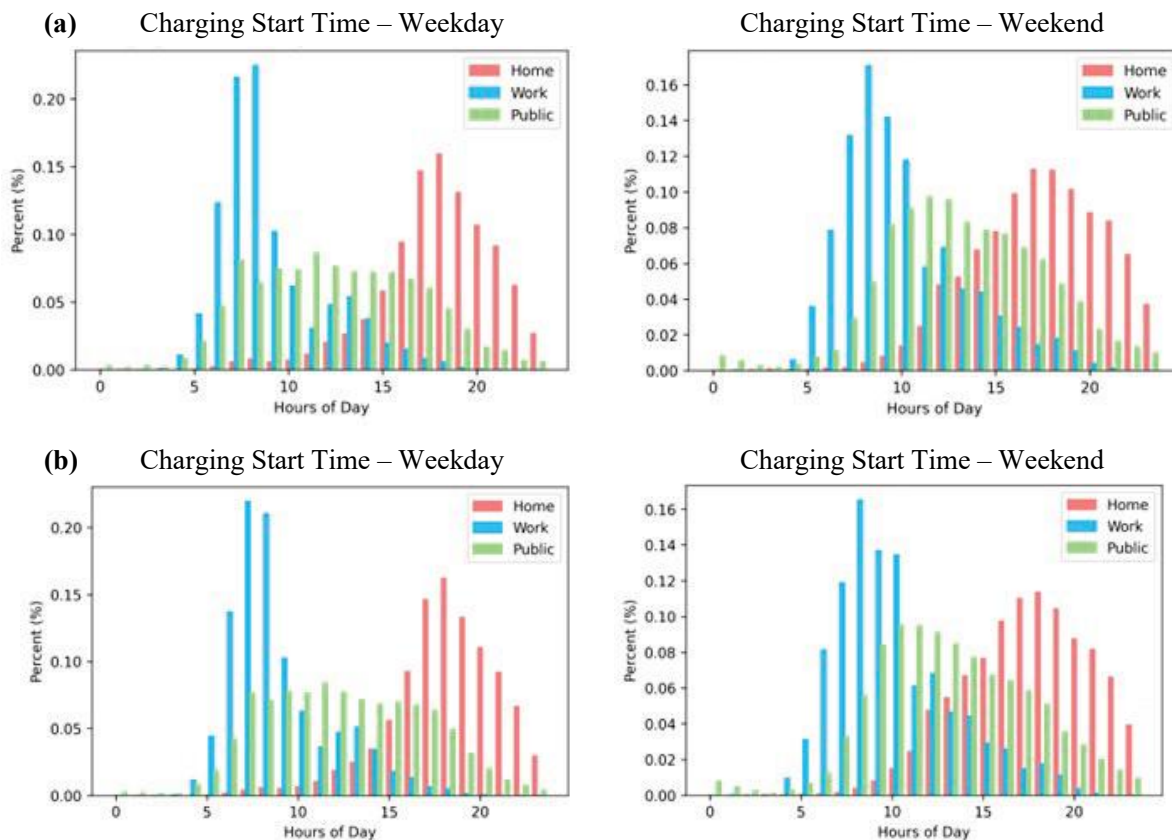 (a) Charging Start Time – Weekday
Charging Start Time – Weekend
Home
Work
Public
0.20
0.15
0.10
0.05
0.00
Percent (%)
0 5 10 15 20
Hours of Day
Home
Work
Public
0.16
0.14
0.12
0.10
0.08
0.06
0.04
0.02
0.00
Percent (%)
0 5 10 15 20
Hours of Day
(b) Charging Start Time – Weekday
Charging Start Time – Weekend
Home
Work
Public
0.20
0.15
0.10
0.05
0.00
Percent (%)
0 5 10 15 20
Hours of Day
Home
Work
Public
0.16
0.14
0.12
0.10
0.08
0.06
0.04
0.02
0.00
Percent (%)
0 5 10 15 20
Hours of Day